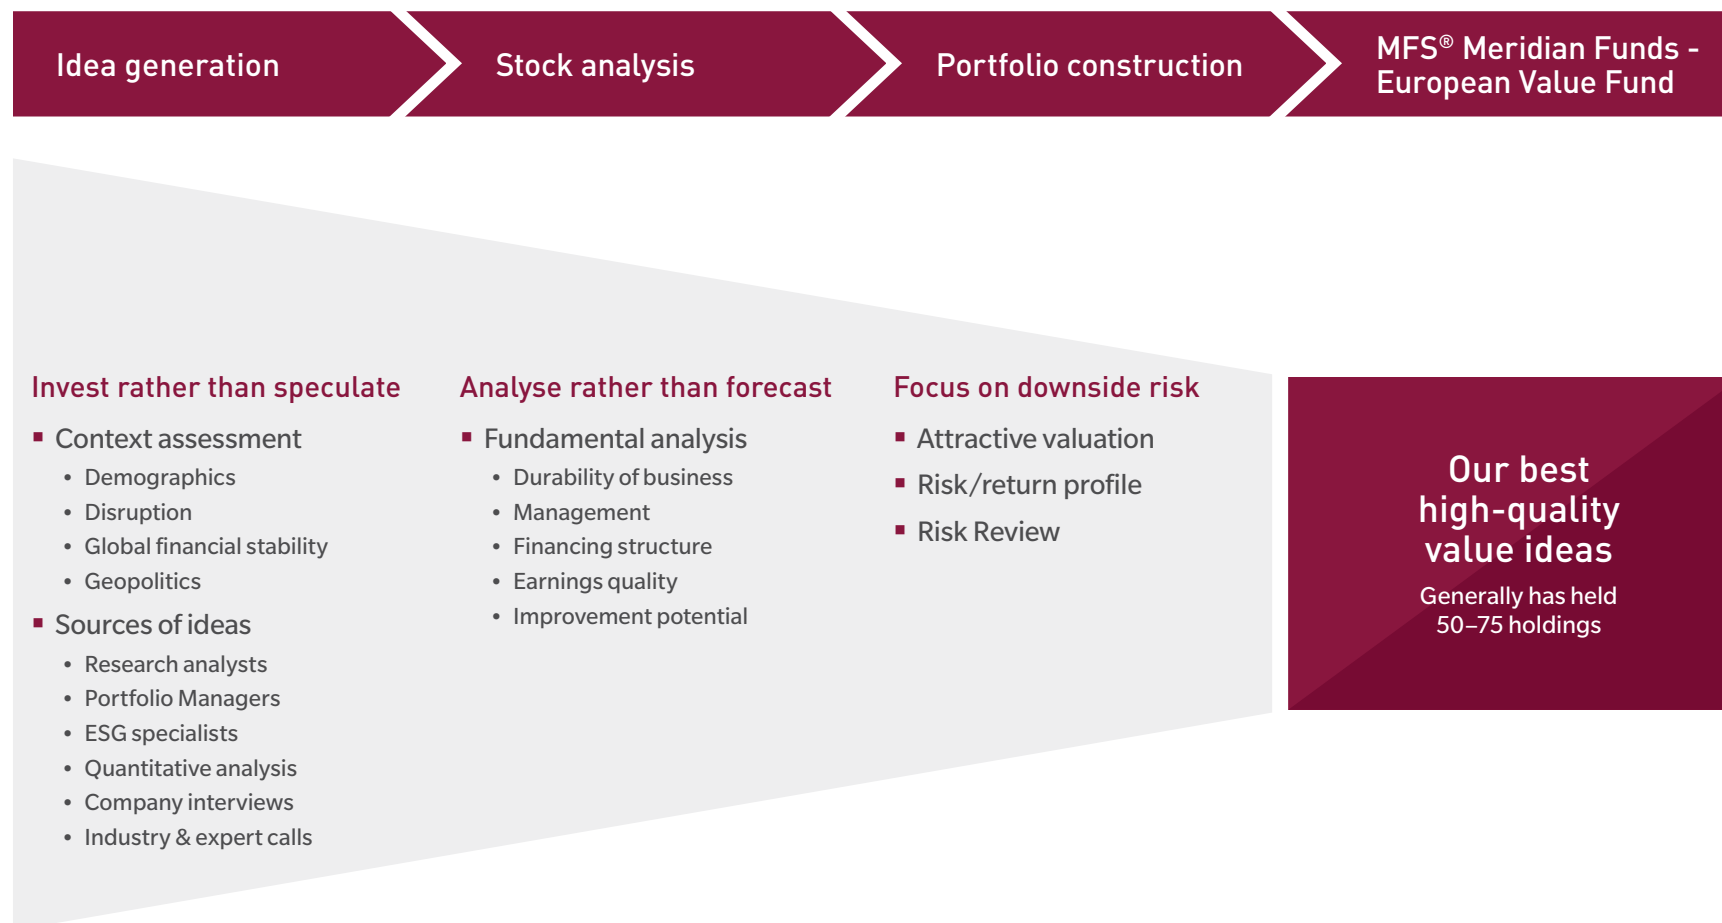 Idea generation
Stock analysis
Portfolio construction
MFS® Meridian Funds -
European Value Fund
Invest rather than speculate
▪ Context assessment
• Demographics
• Disruption
• Global financial stability
• Geopolitics
▪ Sources of ideas
• Research analysts
• Portfolio Managers
• ESG specialists
• Quantitative analysis
• Company interviews
• Industry & expert calls
Analyse rather than forecast
▪ Fundamental analysis
• Durability of business
• Management
• Financing structure
• Earnings quality
• Improvement potential
Focus on downside risk
▪ Attractive valuation
▪ Risk/return profile
▪ Risk Review
Our best
high-quality
value ideas
Generally has held
50–75 holdings